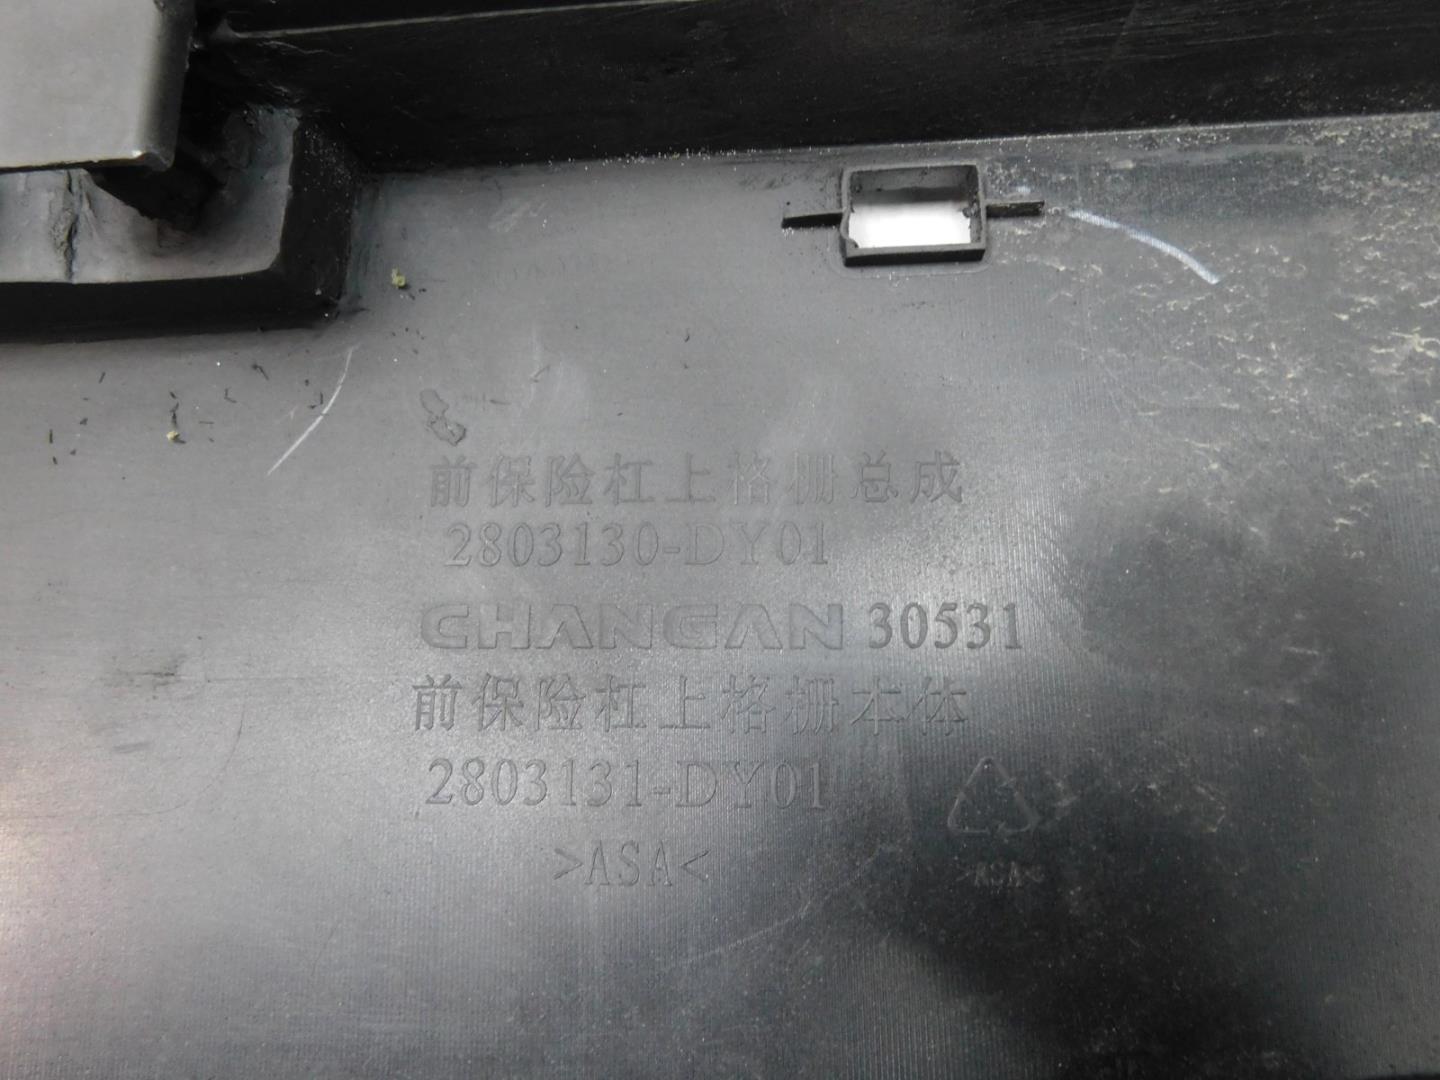 前保险杠上格栅总成
2803130-DY01
CHANGAN 30531
前保险杠上格栅本体
2803131-DY01
>ASA<
>ASA<